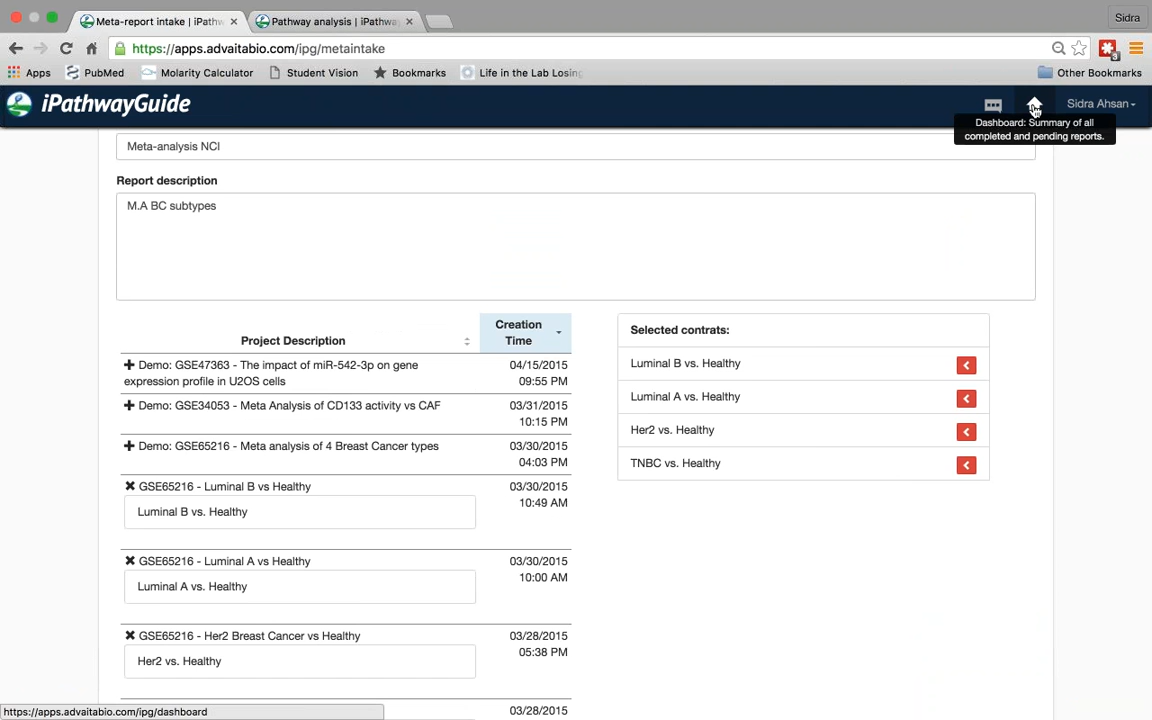 Meta-report intake | iPathw
Pathway analysis | iPathwa
Sidra
https://apps.advaitabio.com/ipg/metaintake
3
Apps
PubMed
Molarity Calculator
Student Vision
Bookmarks
Life in the Lab Losing
Other Bookmarks
iPathwayGuide
Sidra Ahsan
Dashboard: Summary of all
completed and pending reports.
Meta-analysis NCI
Report description
M.A BC subtypes
Project Description
Creation
Time
Demo: GSE47363 - The impact of miR-542-3p on gene
expression profile in U2OS cells
04/15/2015
09:55 PM
Demo: GSE34053 - Meta Analysis of CD133 activity vs CAF
03/31/2015
10:15 PM
Demo: GSE65216 - Meta analysis of 4 Breast Cancer types
03/30/2015
04:03 PM
GSE65216 - Luminal B vs Healthy
03/30/2015
10:49 AM
Luminal B vs. Healthy
GSE65216 - Luminal A vs Healthy
03/30/2015
10:00 AM
Luminal A vs. Healthy
GSE65216 - Her2 Breast Cancer vs Healthy
03/28/2015
05:38 PM
Her2 vs. Healthy
03/28/2015
Selected contrats:
Luminal B vs. Healthy
Luminal A vs. Healthy
Her2 vs. Healthy
TNBC vs. Healthy
https://apps.advaitabio.com/ipg/dashboard